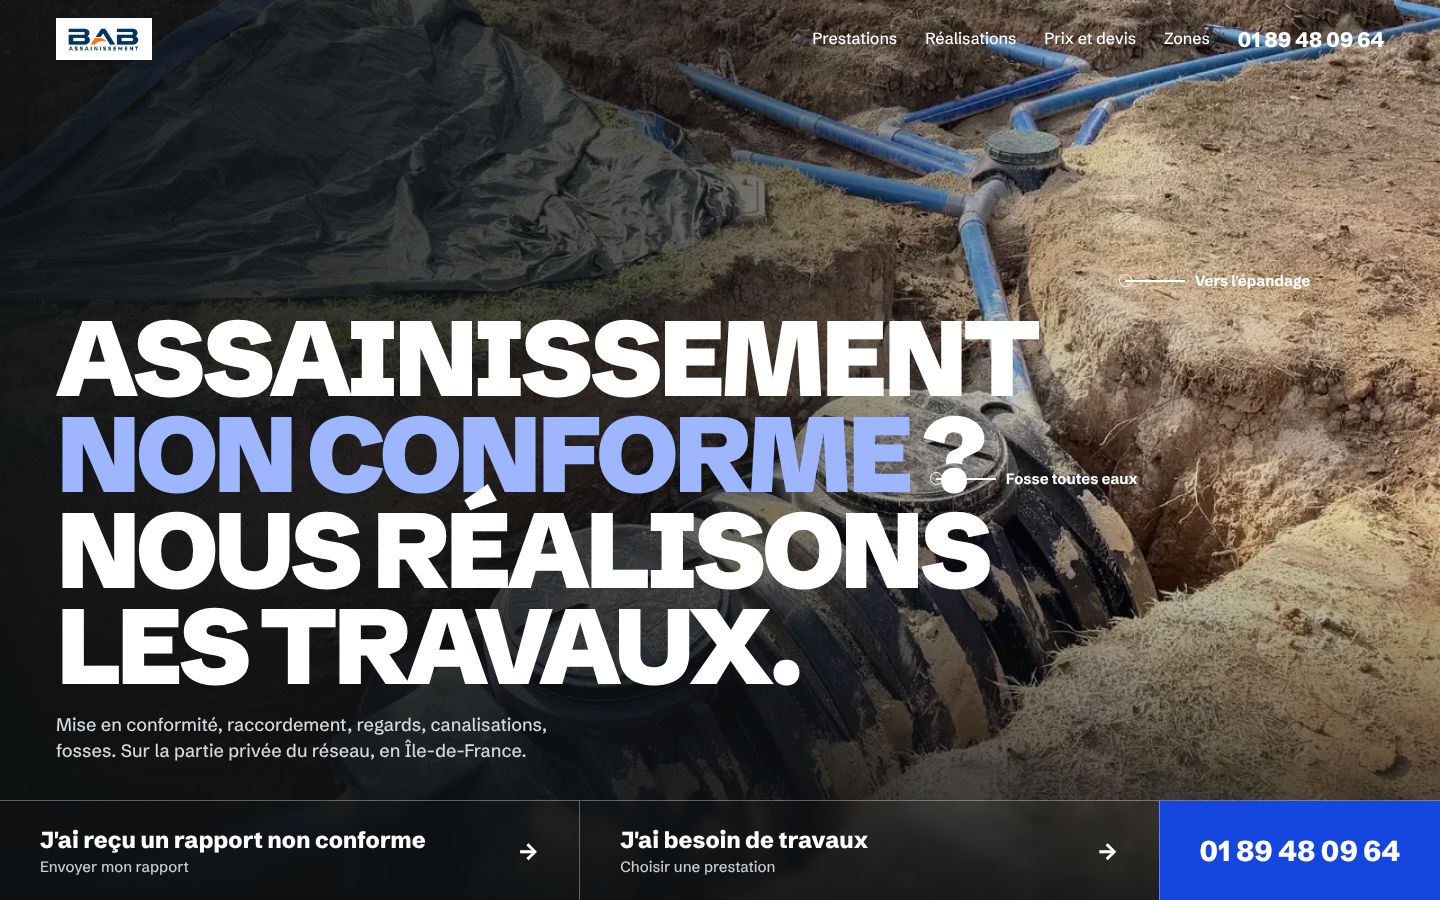 BAB
ASSAINISSEMENT
Prestations
Réalisations
Prix et devis
Zones
01 89 48 09 64
Vers l'épandage
ASSAINISSEMENT
NON CONFORME ?
Fosse toutes eaux
NOUS RÉALISONS
LES TRAVAUX.
Mise en conformité, raccordement, regards, canalisations,
fosses. Sur la partie privée du réseau, en Île-de-France.
J'ai reçu un rapport non conforme
Envoyer mon rapport
J'ai besoin de travaux
Choisir une prestation
01 89 48 09 64